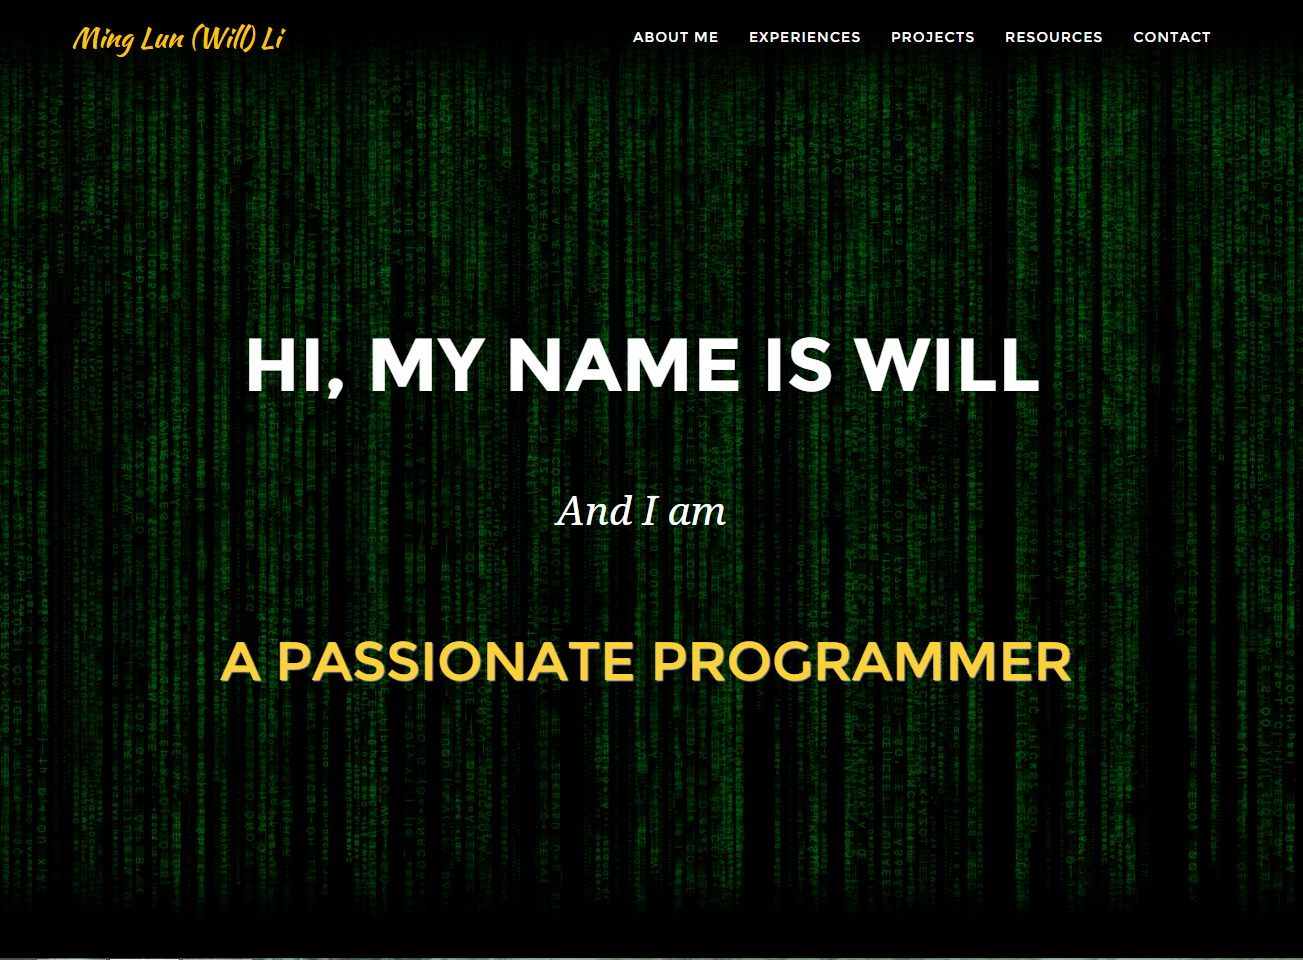 Ming Lun (Will) Li
ABOUT ME EXPERIENCES PROJECTS RESOURCES CONTACT
HI, MY NAME IS WILL
And I am
A PASSIONATE PROGRAMMER